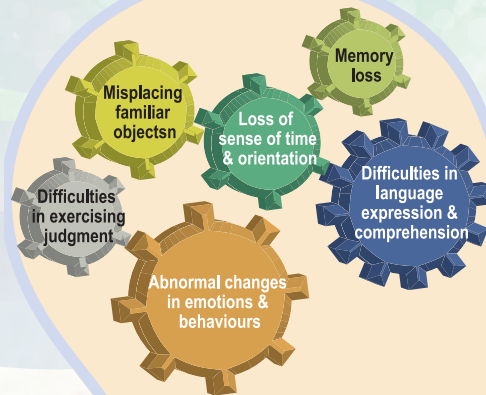 Memory
loss
Misplacing
familiar
objectsn
Loss of
sense of time
& orientation
Difficulties in
language
expression &
comprehension
Difficulties
in exercising
judgment
Abnormal changes
in emotions &
behaviours